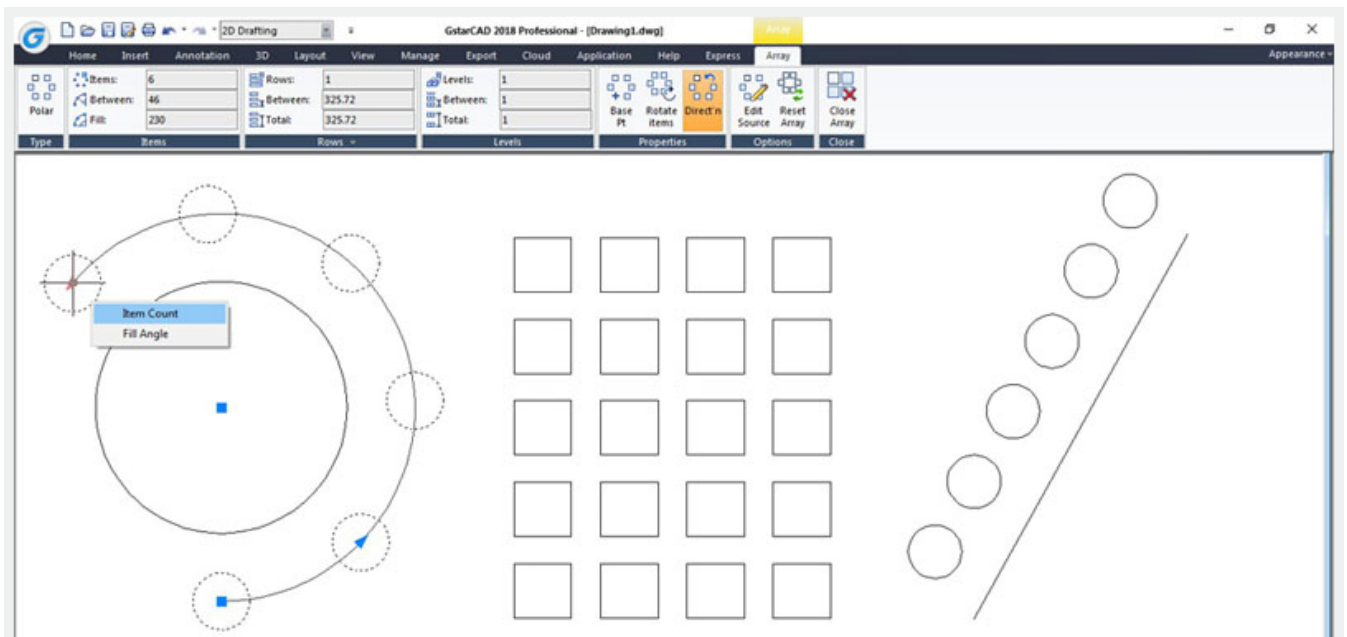 2D Drafting GstarCAD 2018 Professional - [Drawing1.dwg] Array
Home Insert Annotation 3D Layout View Manage Export Cloud Application Help Express Array Appearance
Items: 6 Rows: 1 Levels: 1
Between: 46 Between: 325.72 Between: 1
Fill: 230 Total: 325.72 Total: 1
Polar Base Pt Rotate items Direct'n Edit Source Reset Array Close Array
Type Items Rows Levels Properties Options Close
Item Count
Fill Angle